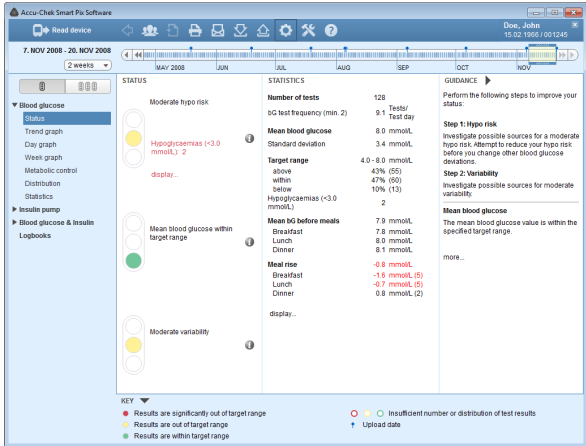 Accu-Chek Smart Pix Software
Read device
Doe, John
15.02.1966 / 001245
7. NOV 2008 - 20. NOV 2008
2 weeks
MAY 2008 JUN JUL AUG SEP OCT NOV
Blood glucose
Status
Trend graph
Day graph
Week graph
Metabolic control
Distribution
Statistics
Insulin pump
Blood glucose & Insulin
Logbooks
STATUS
Moderate hypo risk
Hypoglycaemias (<3.0
mmol/L): 2
display...
Mean blood glucose within
target range
Moderate variability
STATISTICS
Number of tests 128
bG test frequency (min. 2) 9.1 Tests/
Test day
Mean blood glucose 8.0 mmol/L
Standard deviation 3.4 mmol/L
Target range 4.0 - 8.0 mmol/L
above 43% (55)
within 47% (60)
below 10% (13)
Hypoglycaemias (<3.0
mmol/L) 2
Mean bG before meals 7.9 mmol/L
Breakfast 7.8 mmol/L
Lunch 8.0 mmol/L
Dinner 8.1 mmol/L
Meal rise -0.8 mmol/L
Breakfast -1.6 mmol/L (5)
Lunch -0.7 mmol/L (5)
Dinner 0.8 mmol/L (2)
display...
GUIDANCE
Perform the following steps to improve your
status:
Step 1: Hypo risk
Investigate possible sources for a moderate
hypo risk. Attempt to reduce your hypo risk
before you change other blood glucose
deviations.
Step 2: Variability
Investigate possible sources for moderate
variability.
Mean blood glucose
The mean blood glucose value is within the
specified target range.
more...
KEY
Results are significantly out of target range
Results are out of target range
Results are within target range
Insufficient number or distribution of test results
Upload date